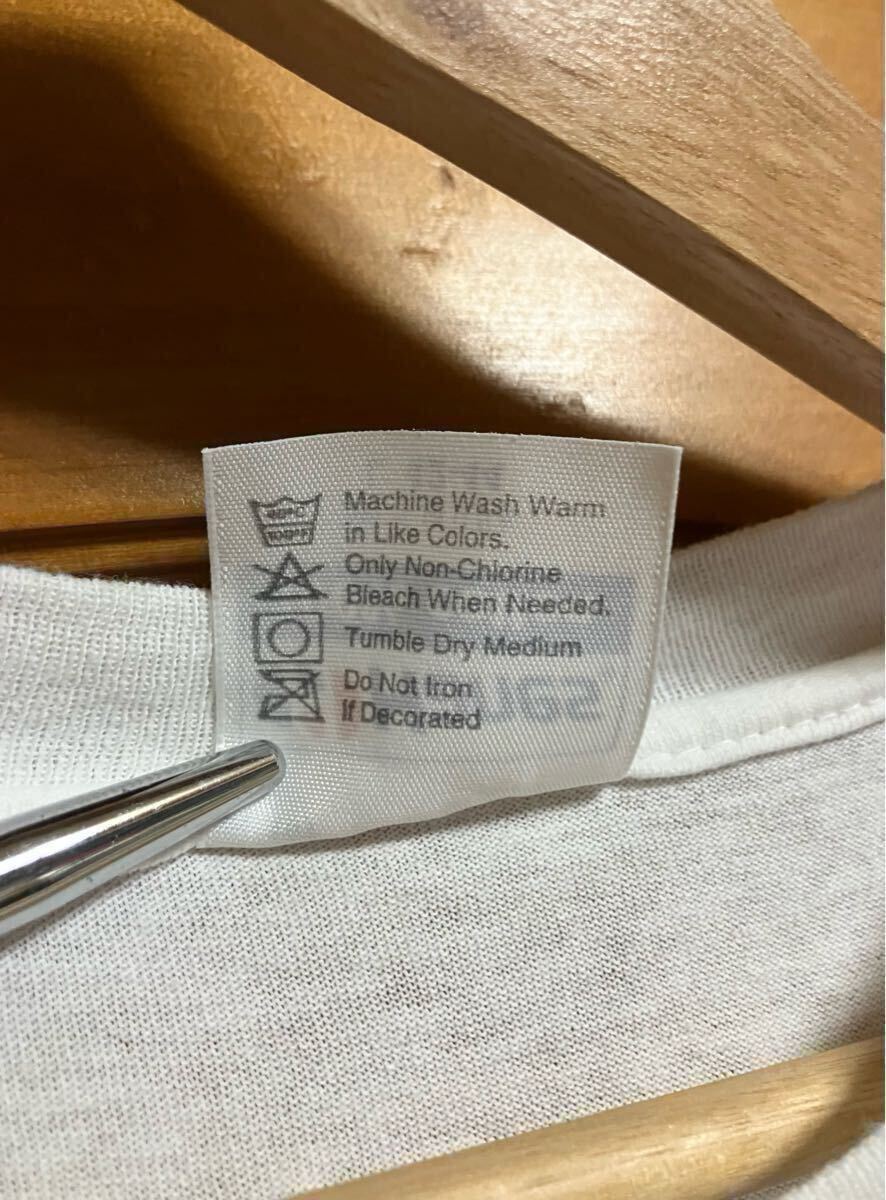 Machine Wash Warm
in Like Colors.
Only Non-Chlorine
Bleach When Needed.
Tumble Dry Medium
Do Not Iron
If Decorated